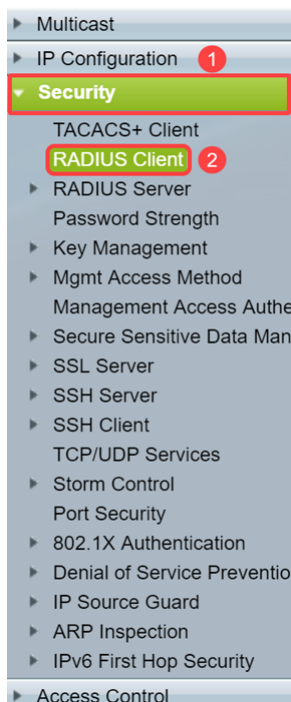 Multicast
IP Configuration 1
Security
TACACS+ Client
RADIUS Client 2
RADIUS Server
Password Strength
Key Management
Mgmt Access Method
Management Access Authe
Secure Sensitive Data Man
SSL Server
SSH Server
SSH Client
TCP/UDP Services
Storm Control
Port Security
802.1X Authentication
Denial of Service Preventio
IP Source Guard
ARP Inspection
IPv6 First Hop Security
Access Control